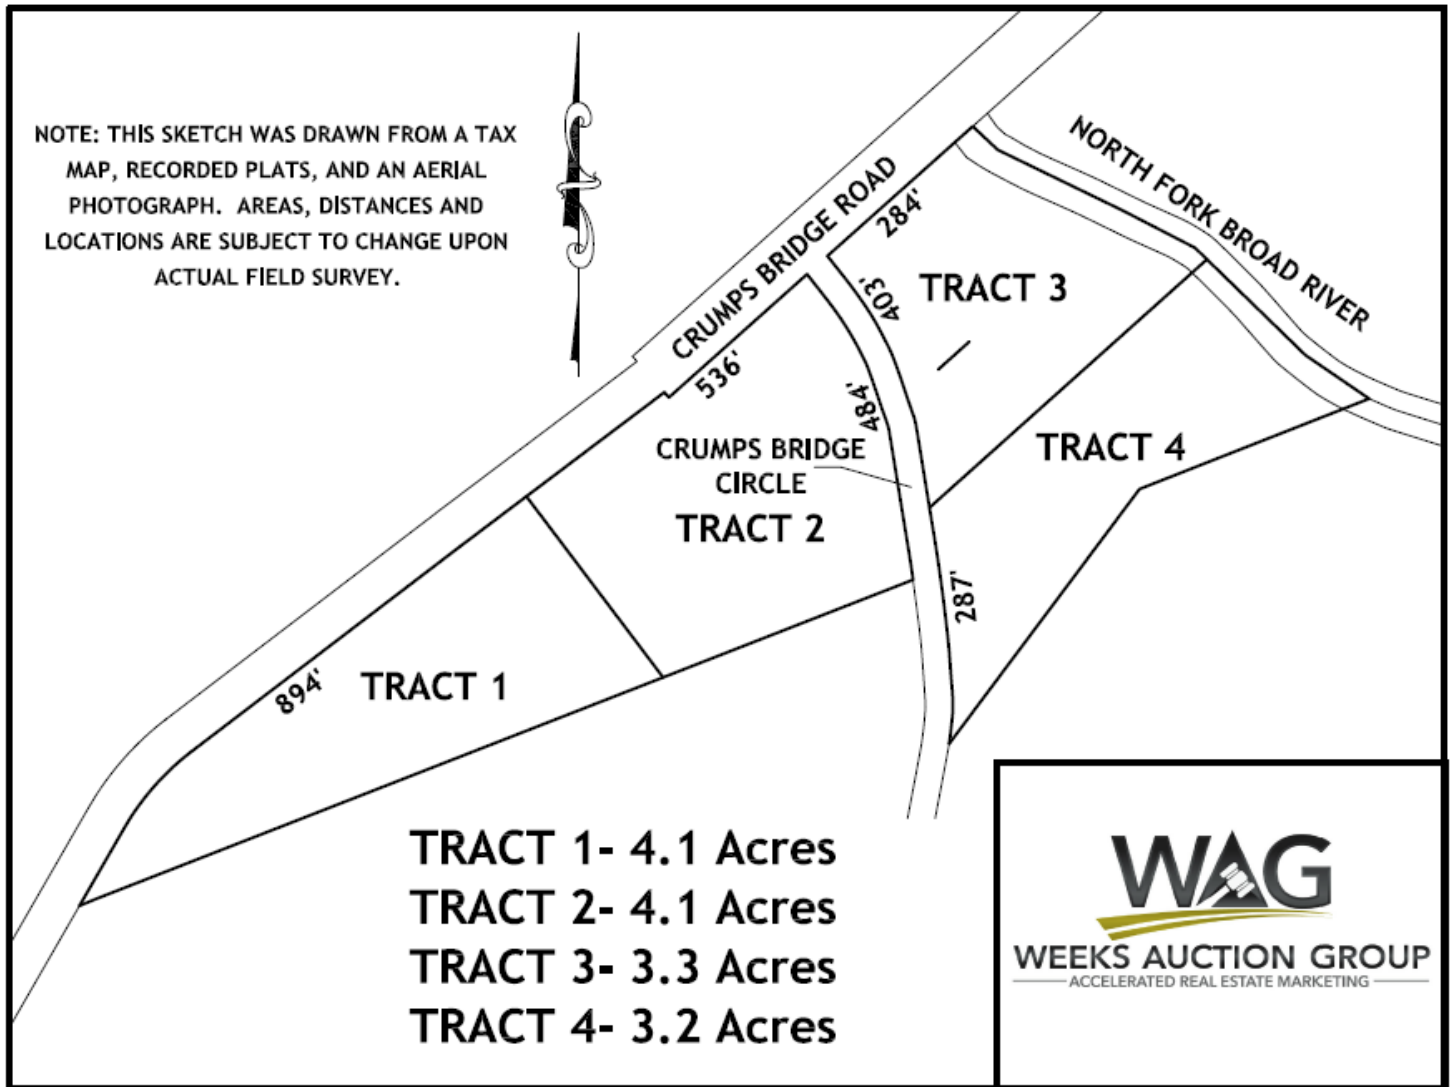 NOTE: THIS SKETCH WAS DRAWN FROM A TAX
MAP, RECORDED PLATS, AND AN AERIAL
PHOTOGRAPH. AREAS, DISTANCES AND
LOCATIONS ARE SUBJECT TO CHANGE UPON
ACTUAL FIELD SURVEY.
NORTH FORK BROAD RIVER
CRUMPS BRIDGE ROAD
284'
403'
TRACT 3
536'
484'
CRUMPS BRIDGE
CIRCLE
TRACT 4
TRACT 2
287'
894'
TRACT 1
TRACT 1- 4.1 Acres
TRACT 2- 4.1 Acres
TRACT 3- 3.3 Acres
TRACT 4- 3.2 Acres
WAG
WEEKS AUCTION GROUP
ACCELERATED REAL ESTATE MARKETING